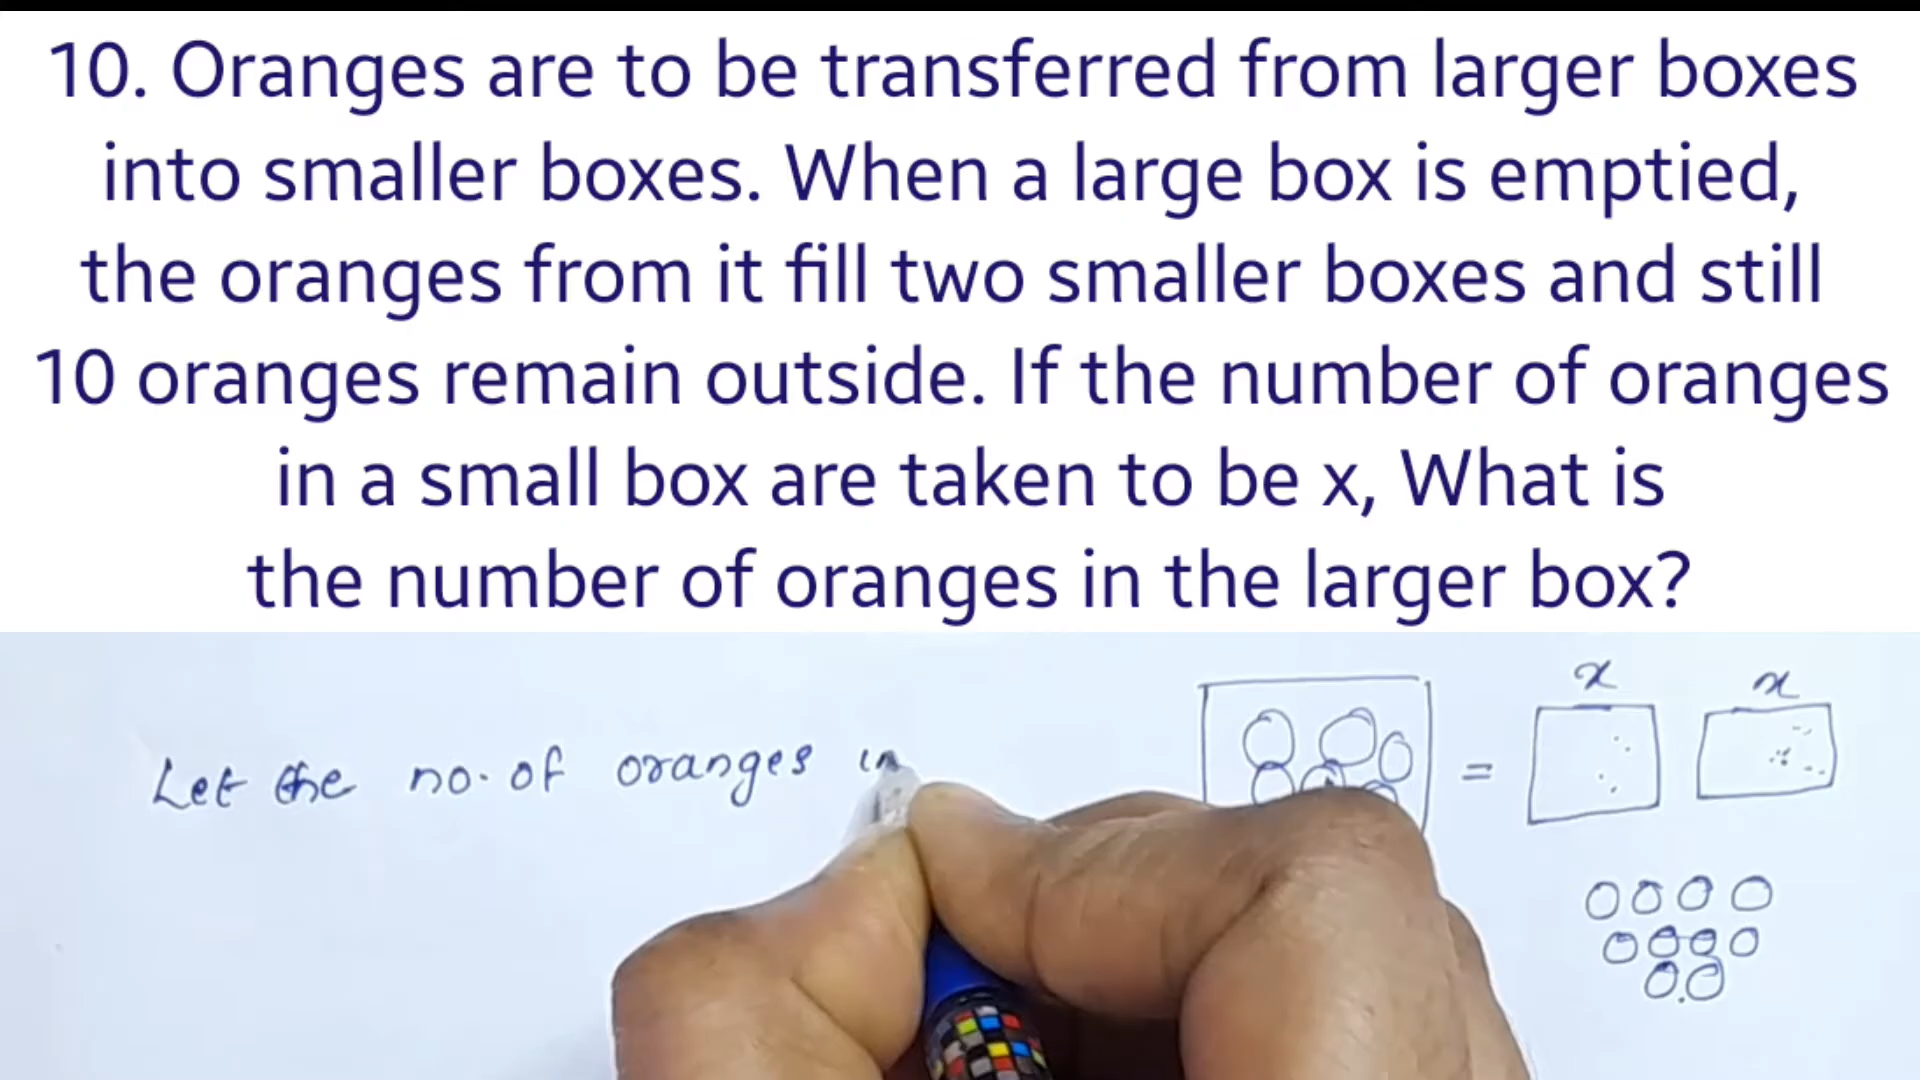 10. Oranges are to be transferred from larger boxes
into smaller boxes. When a large box is emptied,
the oranges from it fill two smaller boxes and still
10 oranges remain outside. If the number of oranges
in a small box are taken to be x, What is
the number of oranges in the larger box?
x x
Let the no. of oranges in
=